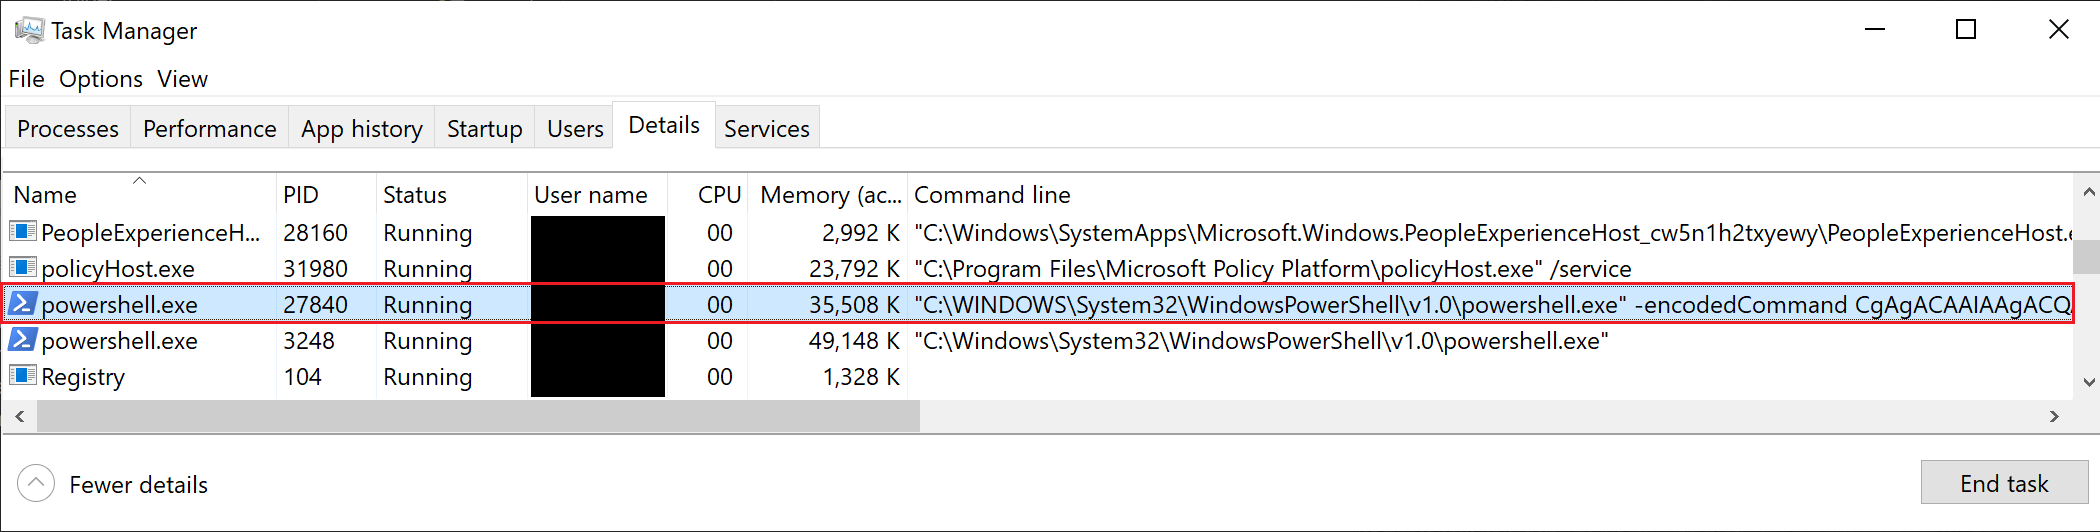 Task Manager
File Options View
Processes Performance App history Startup Users Details Services
Name PID Status User name CPU Memory (ac... Command line
PeopleExperienceH... 28160 Running 00 2,992 K "C:\Windows\SystemApps\Microsoft.Windows.PeopleExperienceHost_cw5n1h2txyewy\PeopleExperienceHost.e
policyHost.exe 31980 Running 00 23,792 K "C:\Program Files\Microsoft Policy Platform\policyHost.exe" /service
powershell.exe 27840 Running 00 35,508 K "C:\WINDOWS\System32\WindowsPowerShell\v1.0\powershell.exe" -encodedCommand CgAgACAAIAAgACQ
powershell.exe 3248 Running 00 49,148 K "C:\Windows\System32\WindowsPowerShell\v1.0\powershell.exe"
Registry 104 Running 00 1,328 K
Fewer details End task